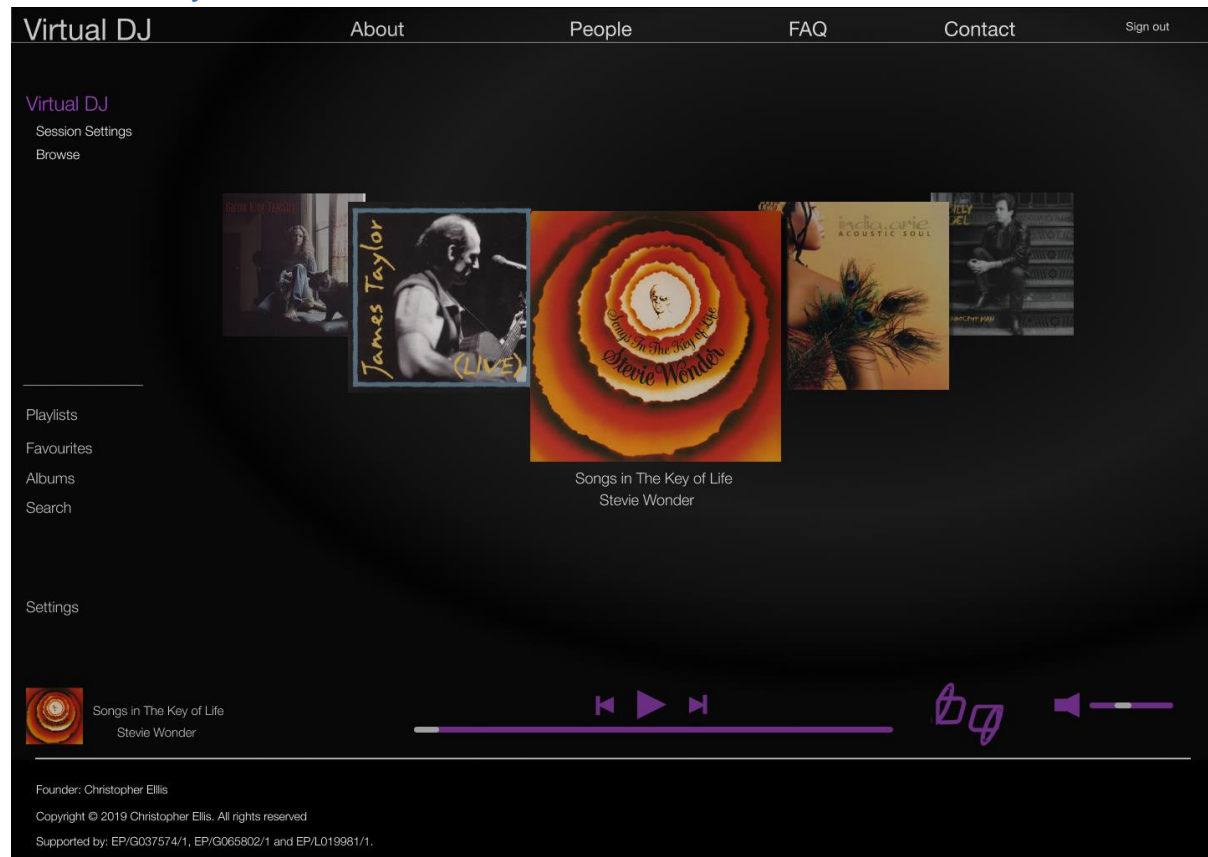 Virtual DJ
About
People
FAQ
Contact
Sign out
Virtual DJ
Session Settings
Browse
James Taylor
(LIVE)
Songs In The Key of Life
Stevie Wonder
india.arie
ACOUSTIC SOUL
Songs in The Key of Life
Stevie Wonder
Playlists
Favourites
Albums
Search
Settings
Songs in The Key of Life
Stevie Wonder
Founder: Christopher Elllis
Copyright © 2019 Christopher Ellis. All rights reserved
Supported by: EP/G037574/1, EP/G065802/1 and EP/L019981/1.